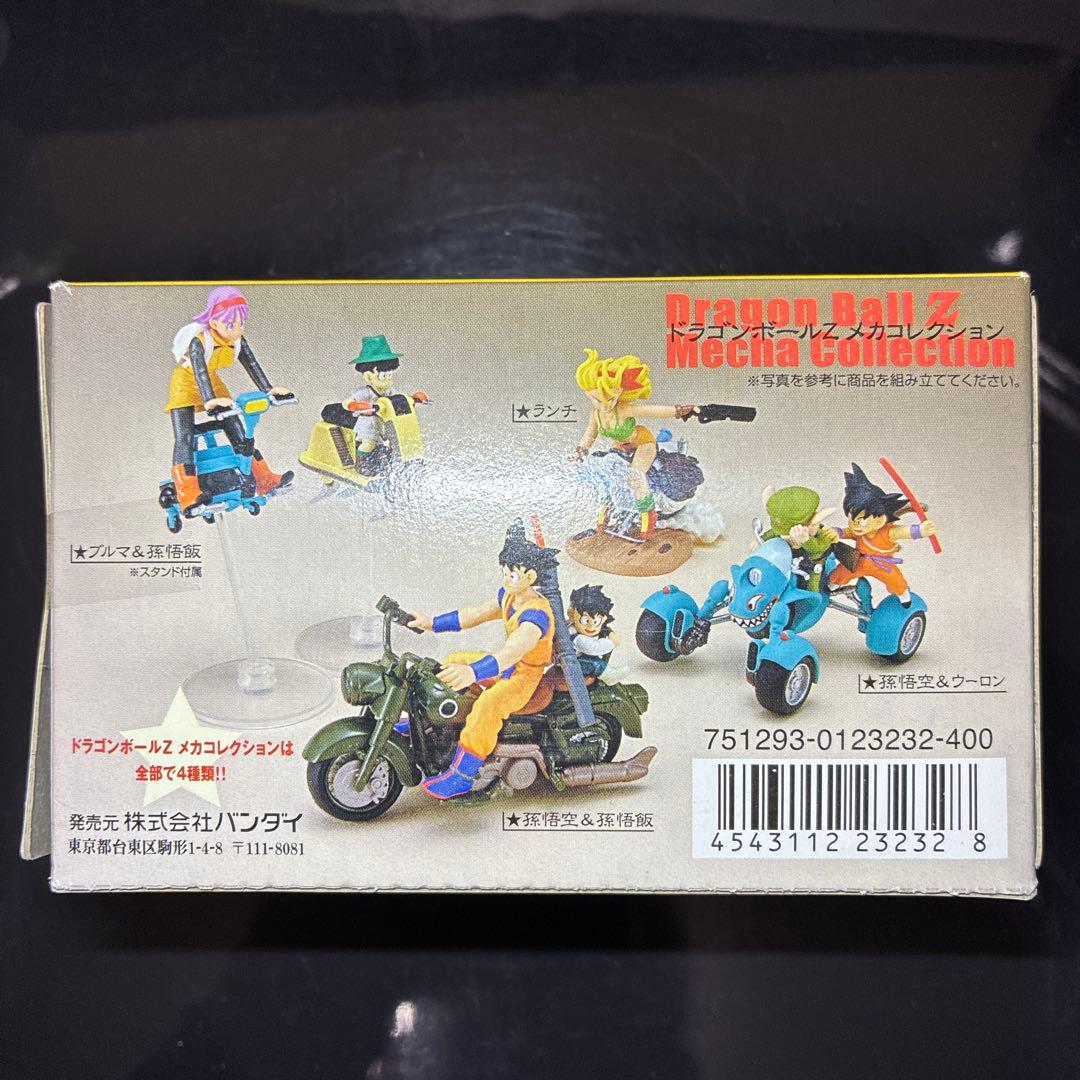 Dragon Ball Z
ドラゴンボールZ メカコレクション
Mecha Collection
※写真を参考に商品を組み立ててください。
★ランチ
★ブルマ&孫悟飯
※スタンド付属
★孫悟空&ウーロン
ドラゴンボールZ メカコレクションは
全部で4種類!!
751293-0123232-400
★孫悟空&孫悟飯
発売元 株式会社バンダイ
東京都台東区駒形1-4-8 〒111-8081
4543112 23232 8